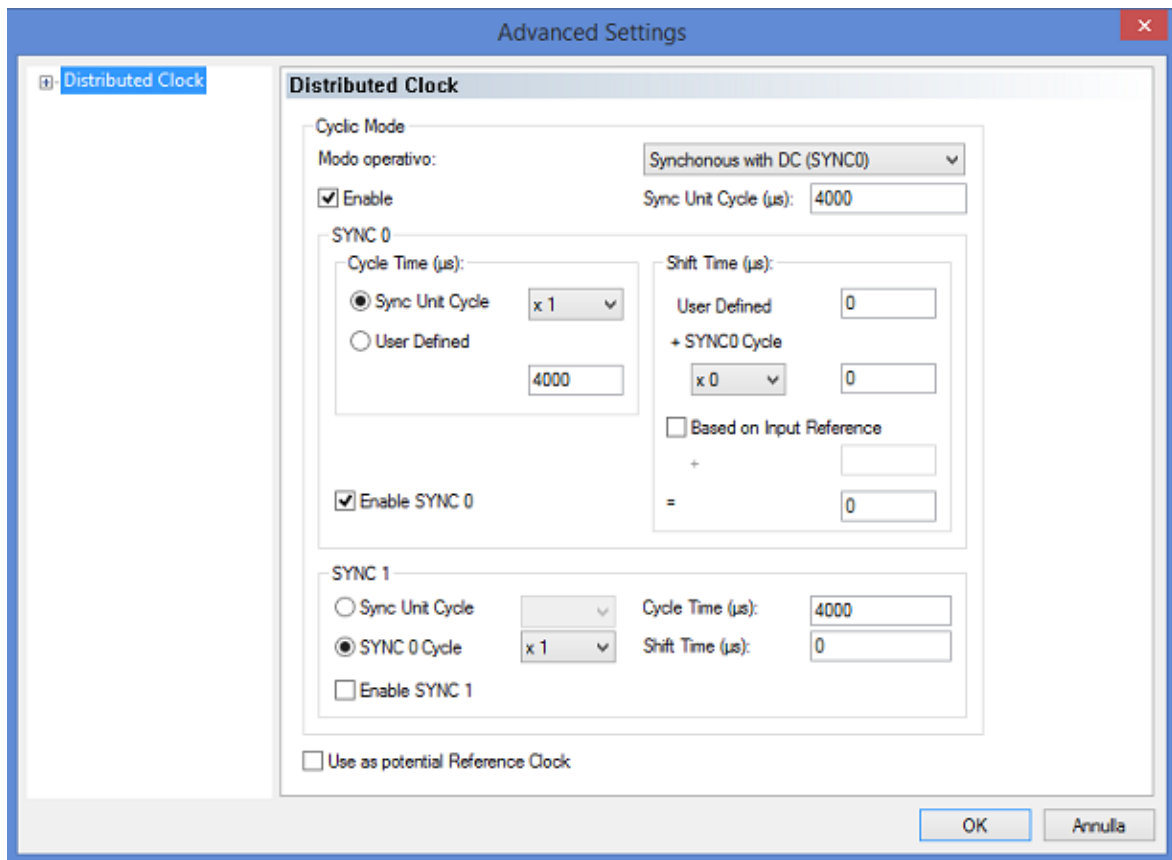 Advanced Settings
Distributed Clock
Distributed Clock
Cyclic Mode
Modo operativo: Synchonous with DC (SYNC0)
Enable Sync Unit Cycle (µs): 4000
SYNC 0
Cycle Time (µs): Shift Time (µs):
Sync Unit Cycle x 1 User Defined 0
User Defined + SYNC0 Cycle
4000 x 0 0
Based on Input Reference
+
Enable SYNC 0 = 0
SYNC 1
Sync Unit Cycle Cycle Time (µs): 4000
SYNC 0 Cycle x 1 Shift Time (µs): 0
Enable SYNC 1
Use as potential Reference Clock
OK Annulla